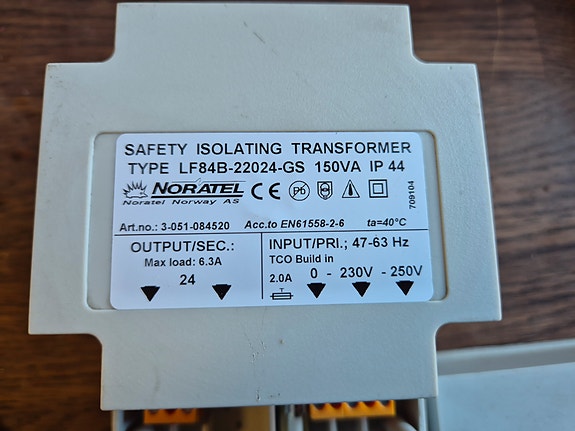 SAFETY ISOLATING TRANSFORMER
TYPE LF84B-22024-GS 150VA IP 44
NORATEL CE Pb
Noratel Norway AS
709104
Art.no.: 3-051-084520 Acc.to EN61558-2-6 ta=40°C
OUTPUT/SEC.:
Max load: 6.3A
24
INPUT/PRI.; 47-63 Hz
TCO Build in
2.0A 0 - 230V - 250V
T